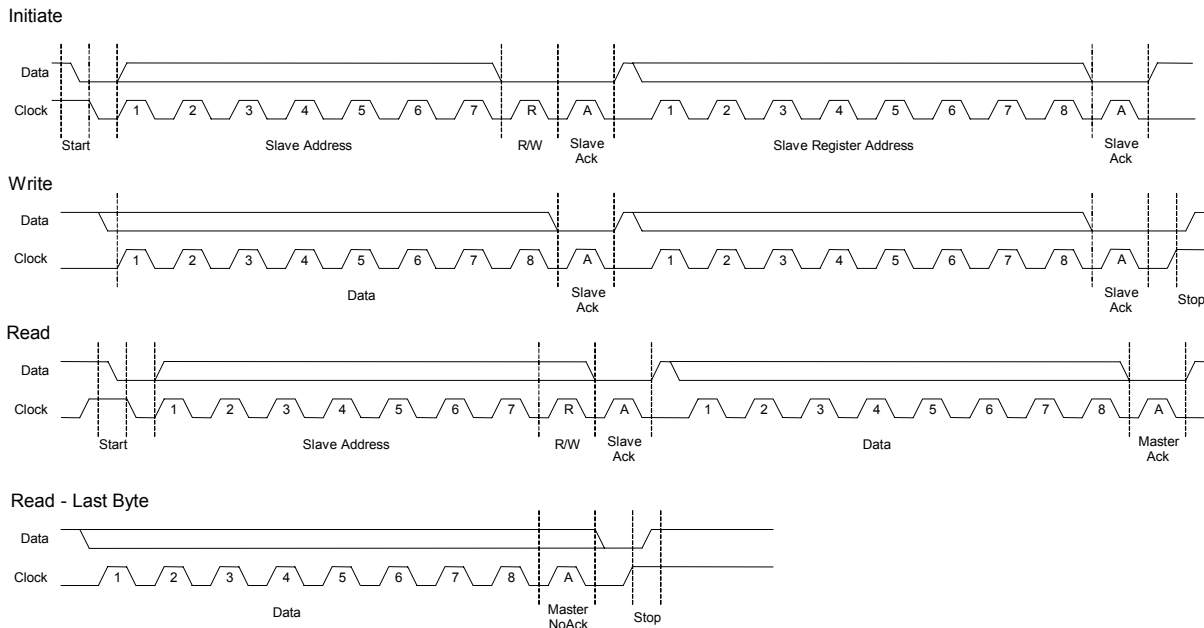 Initiate
Data
Clock 1 2 3 4 5 6 7 R A 1 2 3 4 5 6 7 8 A
Start Slave Address R/W Slave Ack Slave Register Address Slave Ack
Write
Data
Clock 1 2 3 4 5 6 7 8 A 1 2 3 4 5 6 7 8 A
Data Slave Ack Slave Ack Stop
Read
Data
Clock 1 2 3 4 5 6 7 R A 1 2 3 4 5 6 7 8 A
Start Slave Address R/W Slave Ack Data Master Ack
Read - Last Byte
Data
Clock 1 2 3 4 5 6 7 8 A
Data Master NoAck Stop